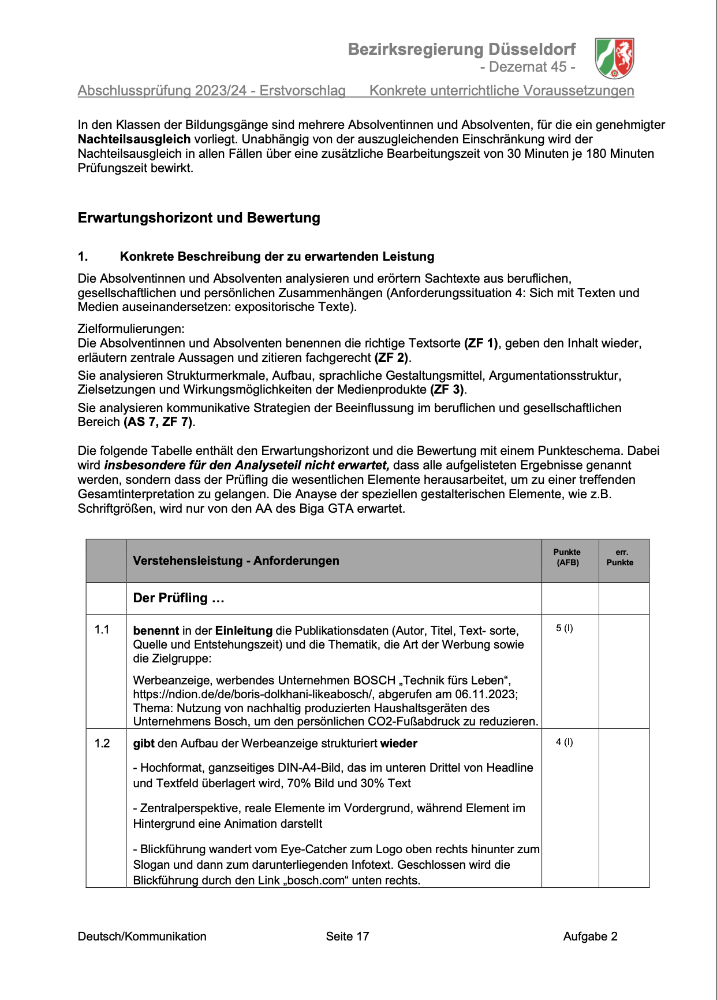 Bezirksregierung Düsseldorf
- Dezernat 45 -
Abschlussprüfung 2023/24 - Erstvorschlag Konkrete unterrichtliche Voraussetzungen
In den Klassen der Bildungsgänge sind mehrere Absolventinnen und Absolventen, für die ein genehmigter
Nachteilsausgleich vorliegt. Unabhängig von der auszugleichenden Einschränkung wird der
Nachteilsausgleich in allen Fällen über eine zusätzliche Bearbeitungszeit von 30 Minuten je 180 Minuten
Prüfungszeit bewirkt.
Erwartungshorizont und Bewertung
1. Konkrete Beschreibung der zu erwartenden Leistung
Die Absolventinnen und Absolventen analysieren und erörtern Sachtexte aus beruflichen,
gesellschaftlichen und persönlichen Zusammenhängen (Anforderungssituation 4: Sich mit Texten und
Medien auseinandersetzen: expositorische Texte).
Zielformulierungen:
Die Absolventinnen und Absolventen benennen die richtige Textsorte (ZF 1), geben den Inhalt wieder,
erläutern zentrale Aussagen und zitieren fachgerecht (ZF 2).
Sie analysieren Strukturmerkmale, Aufbau, sprachliche Gestaltungsmittel, Argumentationsstruktur,
Zielsetzungen und Wirkungsmöglichkeiten der Medienprodukte (ZF 3).
Sie analysieren kommunikative Strategien der Beeinflussung im beruflichen und gesellschaftlichen
Bereich (AS 7, ZF 7).
Die folgende Tabelle enthält den Erwartungshorizont und die Bewertung mit einem Punkteschema. Dabei
wird insbesondere für den Analyseteil nicht erwartet, dass alle aufgelisteten Ergebnisse genannt
werden, sondern dass der Prüfling die wesentlichen Elemente herausarbeitet, um zu einer treffenden
Gesamtinterpretation zu gelangen. Die Anayse der speziellen gestalterischen Elemente, wie z.B.
Schriftgrößen, wird nur von den AA des Biga GTA erwartet.
Verstehensleistung - Anforderungen
Punkte
(AFB)
err.
Punkte
Der Prüfling …
1.1
benennt in der Einleitung die Publikationsdaten (Autor, Titel, Text- sorte,
Quelle und Entstehungszeit) und die Thematik, die Art der Werbung sowie
die Zielgruppe:
Werbeanzeige, werbendes Unternehmen BOSCH „Technik fürs Leben“,
https://ndion.de/de/boris-dolkhani-likeabosch/, abgerufen am 06.11.2023;
Thema: Nutzung von nachhaltig produzierten Haushaltsgeräten des
Unternehmens Bosch, um den persönlichen CO2-Fußabdruck zu reduzieren.
5 (I)
1.2
gibt den Aufbau der Werbeanzeige strukturiert wieder
- Hochformat, ganzseitiges DIN-A4-Bild, das im unteren Drittel von Headline
und Textfeld überlagert wird, 70% Bild und 30% Text
- Zentralperspektive, reale Elemente im Vordergrund, während Element im
Hintergrund eine Animation darstellt
- Blickführung wandert vom Eye-Catcher zum Logo oben rechts hinunter zum
Slogan und dann zum darunterliegenden Infotext. Geschlossen wird die
Blickführung durch den Link „bosch.com“ unten rechts.
4 (I)
Deutsch/Kommunikation Seite 17 Aufgabe 2